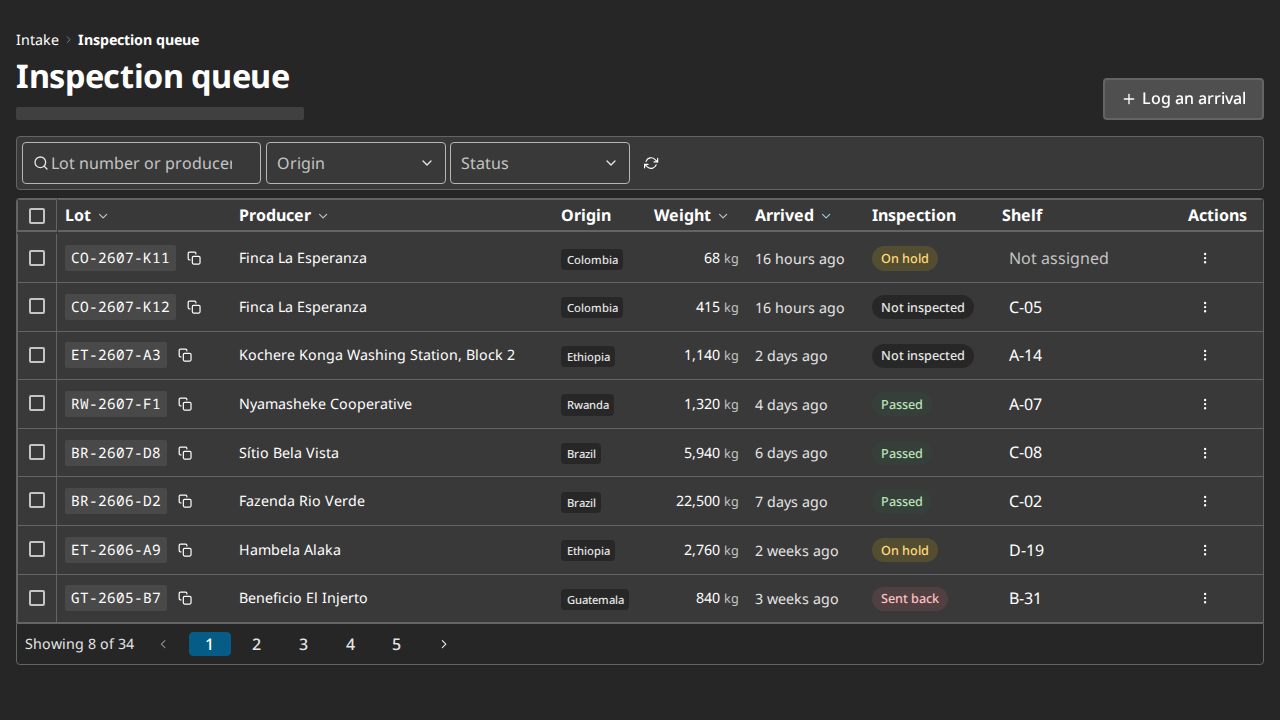 Intake › Inspection queue
Inspection queue
+ Log an arrival
Lot number or producer Origin Status
Lot Producer Origin Weight Arrived Inspection Shelf Actions
CO-2607-K11 Finca La Esperanza Colombia 68 kg 16 hours ago On hold Not assigned
CO-2607-K12 Finca La Esperanza Colombia 415 kg 16 hours ago Not inspected C-05
ET-2607-A3 Kochere Konga Washing Station, Block 2 Ethiopia 1,140 kg 2 days ago Not inspected A-14
RW-2607-F1 Nyamasheke Cooperative Rwanda 1,320 kg 4 days ago Passed A-07
BR-2607-D8 Sítio Bela Vista Brazil 5,940 kg 6 days ago Passed C-08
BR-2606-D2 Fazenda Rio Verde Brazil 22,500 kg 7 days ago Passed C-02
ET-2606-A9 Hambela Alaka Ethiopia 2,760 kg 2 weeks ago On hold D-19
GT-2605-B7 Beneficio El Injerto Guatemala 840 kg 3 weeks ago Sent back B-31
Showing 8 of 34 1 2 3 4 5